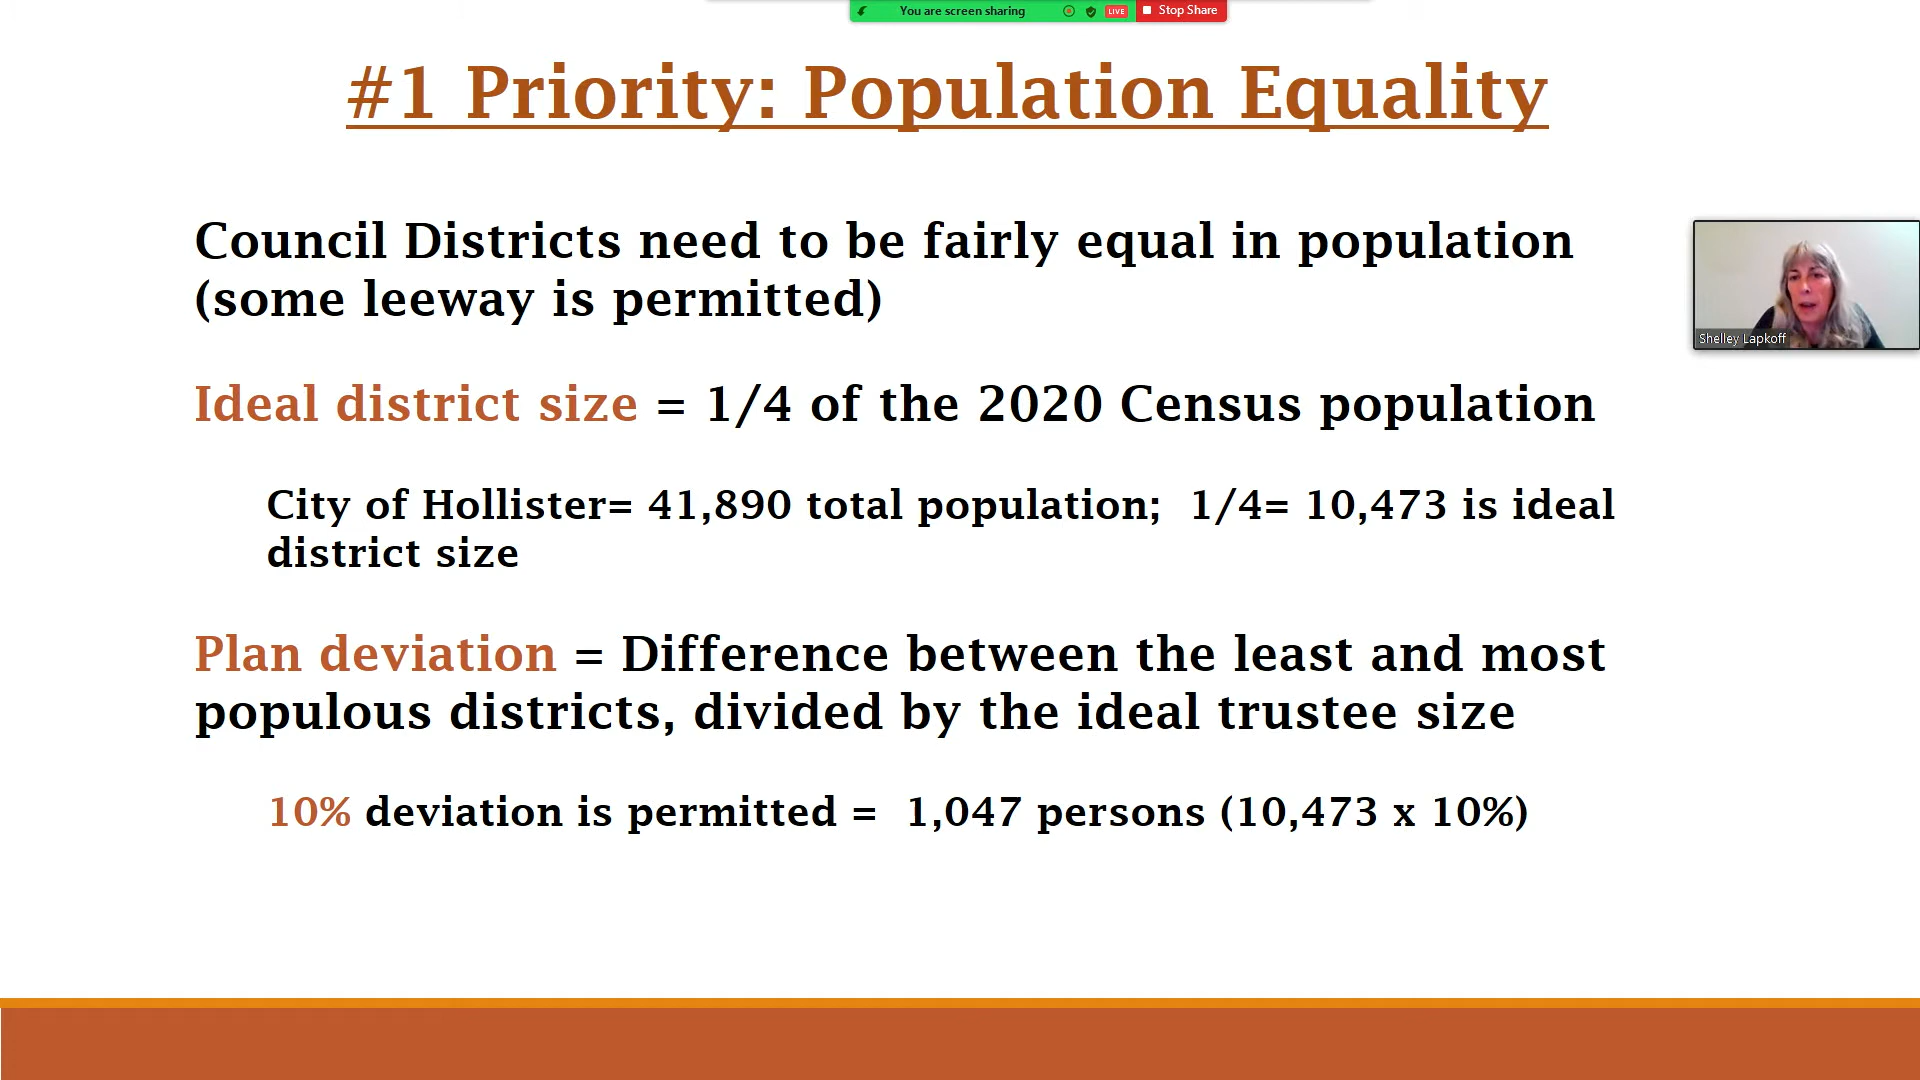 You are screen sharing LIVE Stop Share
#1 Priority: Population Equality
Council Districts need to be fairly equal in population
(some leeway is permitted)
Shelley Lapkoff
Ideal district size = 1/4 of the 2020 Census population
City of Hollister= 41,890 total population; 1/4= 10,473 is ideal
district size
Plan deviation = Difference between the least and most
populous districts, divided by the ideal trustee size
10% deviation is permitted = 1,047 persons (10,473 x 10%)